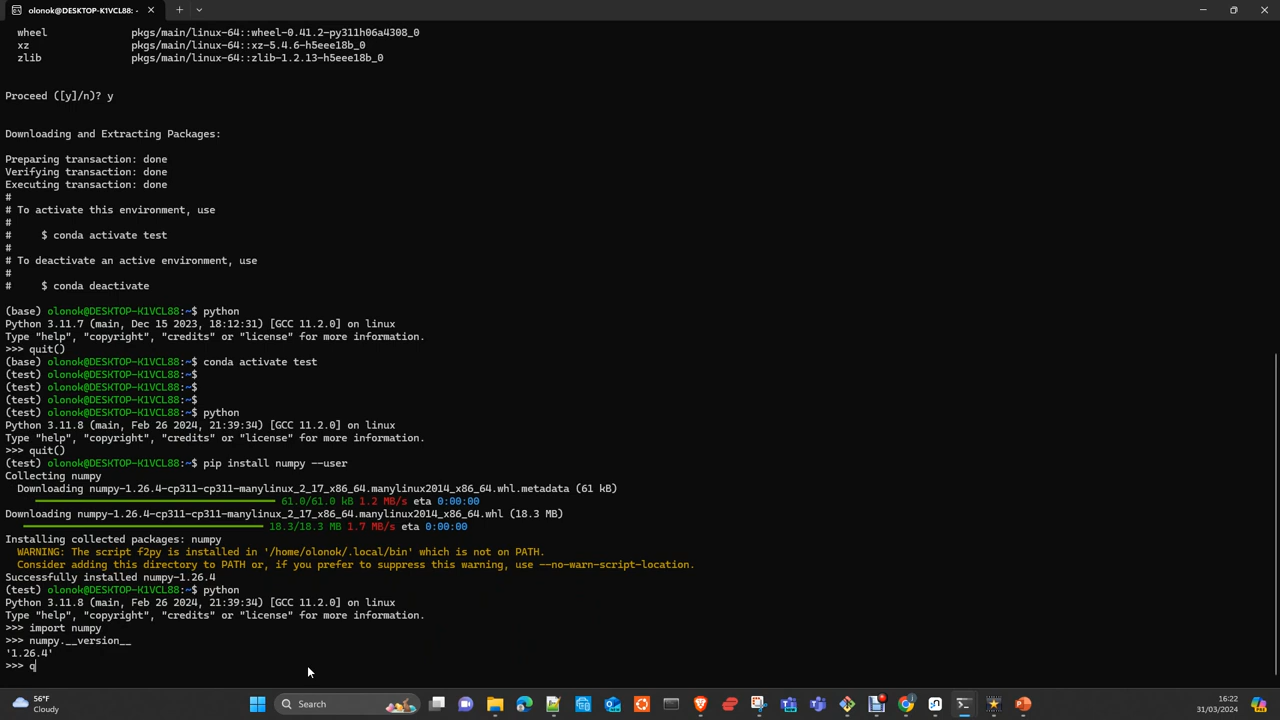 olonok@DESKTOP-K1VCL88: ~
wheel pkgs/main/linux-64::wheel-0.41.2-py311h06a4308_0
xz pkgs/main/linux-64::xz-5.4.6-h5eee18b_0
zlib pkgs/main/linux-64::zlib-1.2.13-h5eee18b_0
Proceed ([y]/n)? y
Downloading and Extracting Packages:
Preparing transaction: done
Verifying transaction: done
Executing transaction: done
#
# To activate this environment, use
#
# $ conda activate test
#
# To deactivate an active environment, use
#
# $ conda deactivate
(base) olonok@DESKTOP-K1VCL88:~$ python
Python 3.11.7 (main, Dec 15 2023, 18:12:31) [GCC 11.2.0] on linux
Type "help", "copyright", "credits" or "license" for more information.
>>> quit()
(base) olonok@DESKTOP-K1VCL88:~$ conda activate test
(test) olonok@DESKTOP-K1VCL88:~$
(test) olonok@DESKTOP-K1VCL88:~$
(test) olonok@DESKTOP-K1VCL88:~$
(test) olonok@DESKTOP-K1VCL88:~$ python
Python 3.11.8 (main, Feb 26 2024, 21:39:34) [GCC 11.2.0] on linux
Type "help", "copyright", "credits" or "license" for more information.
>>> quit()
(test) olonok@DESKTOP-K1VCL88:~$ pip install numpy --user
Collecting numpy
Downloading numpy-1.26.4-cp311-cp311-manylinux_2_17_x86_64.manylinux2014_x86_64.whl.metadata (61 kB)
61.0/61.0 kB 1.2 MB/s eta 0:00:00
Downloading numpy-1.26.4-cp311-cp311-manylinux_2_17_x86_64.manylinux2014_x86_64.whl (18.3 MB)
18.3/18.3 MB 1.7 MB/s eta 0:00:00
Installing collected packages: numpy
WARNING: The script f2py is installed in '/home/olonok/.local/bin' which is not on PATH.
Consider adding this directory to PATH or, if you prefer to suppress this warning, use --no-warn-script-location.
Successfully installed numpy-1.26.4
(test) olonok@DESKTOP-K1VCL88:~$ python
Python 3.11.8 (main, Feb 26 2024, 21:39:34) [GCC 11.2.0] on linux
Type "help", "copyright", "credits" or "license" for more information.
>>> import numpy
>>> numpy.__version__
'1.26.4'
>>> q
56°F
Cloudy
Search
16:22
31/03/2024